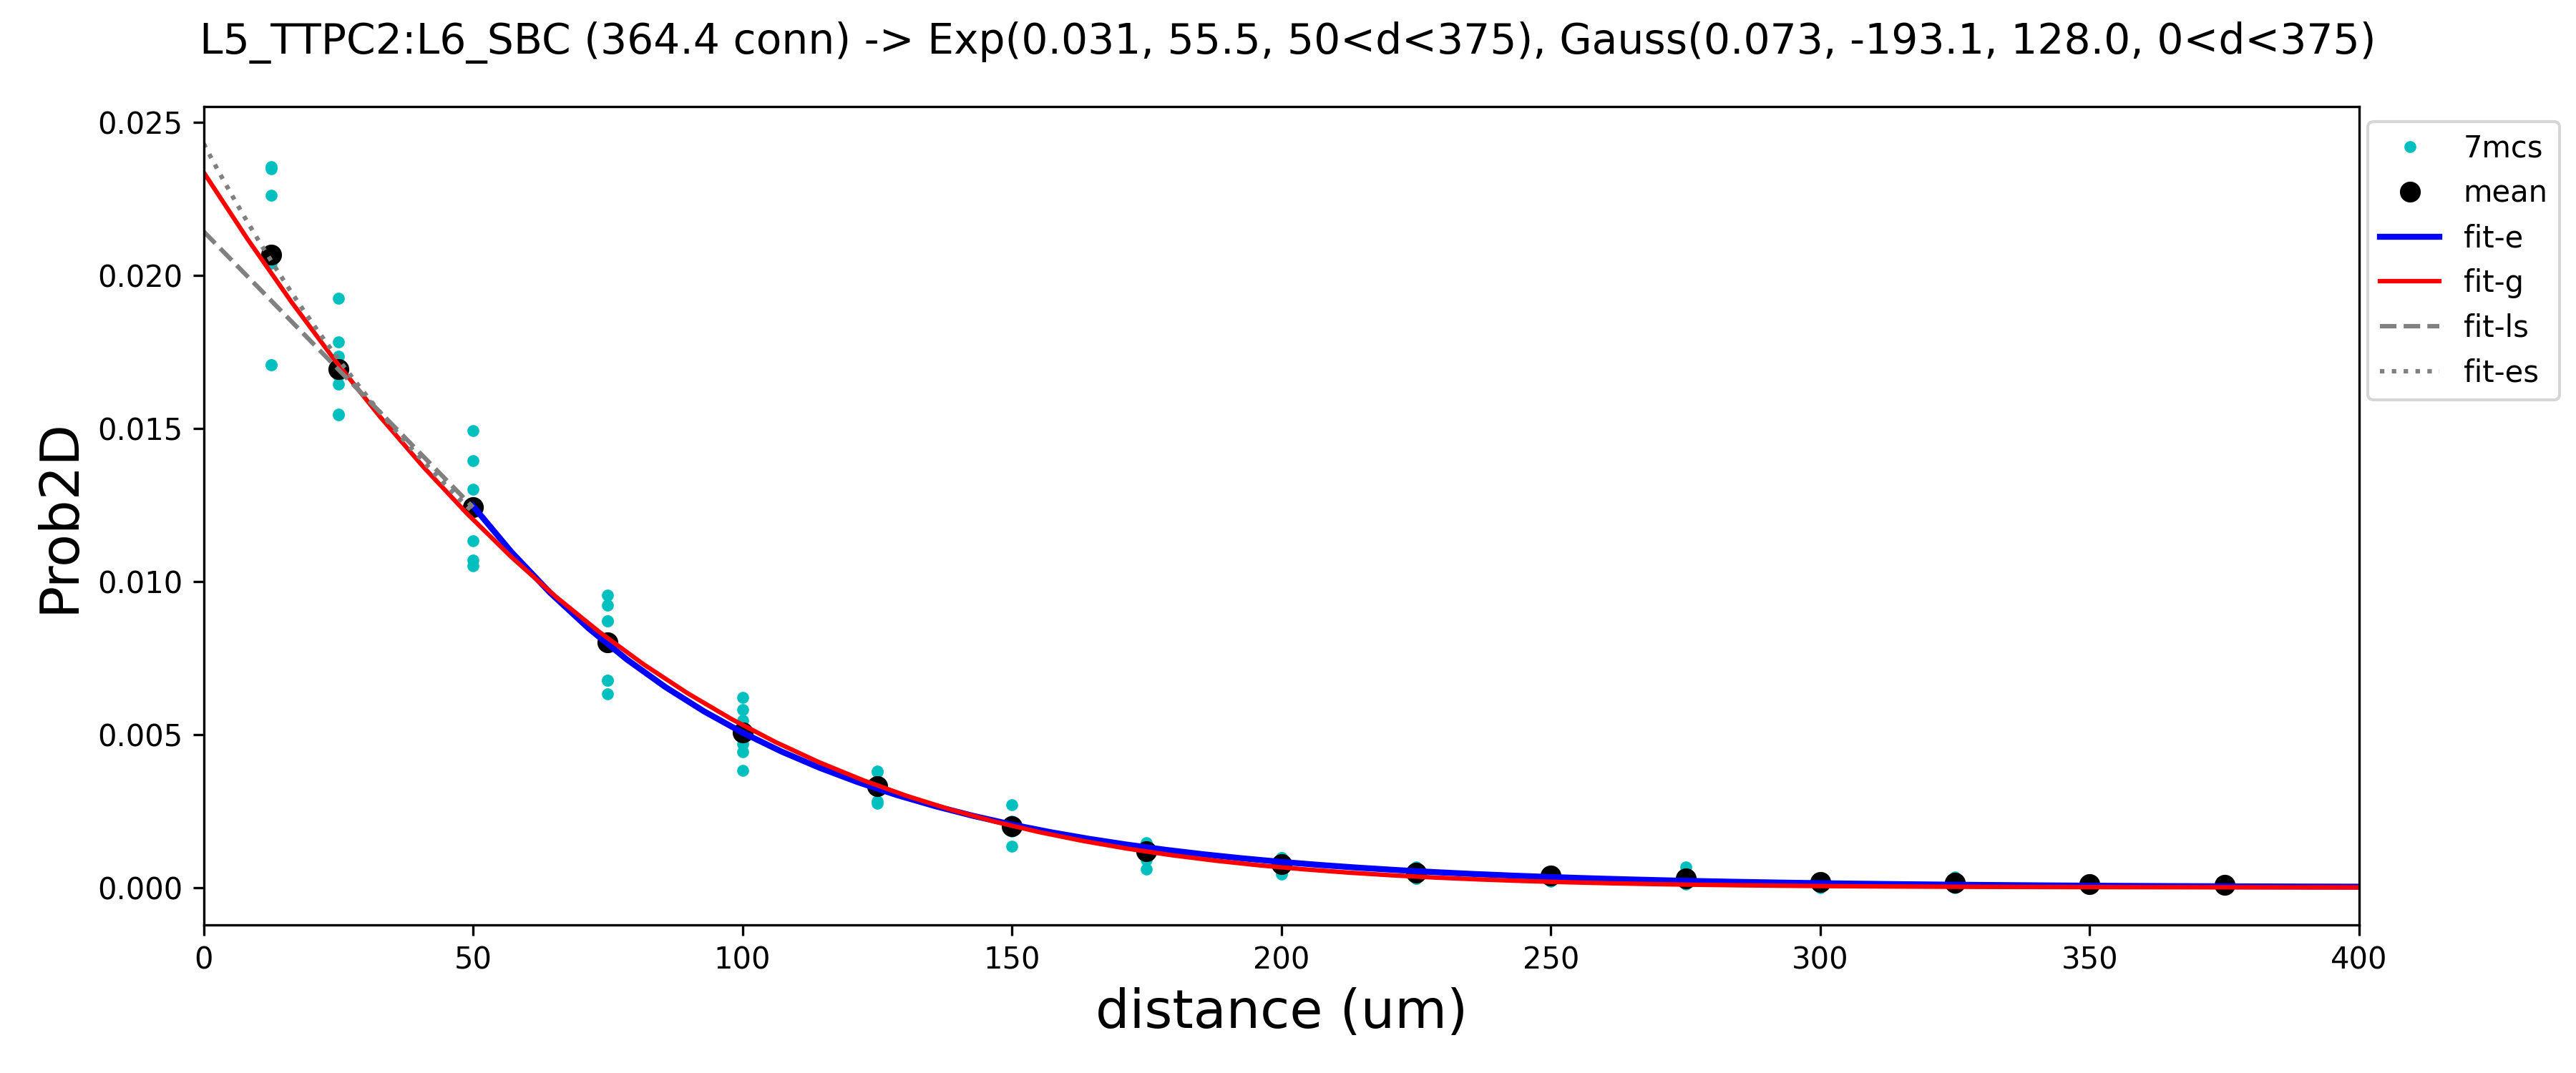 L5_TTPC2:L6_SBC (364.4 conn) -> Exp(0.031, 55.5, 50<d<375), Gauss(0.073, -193.1, 128.0, 0<d<375)
0.025
0.020
0.015
0.010
0.005
0.000
Prob2D
0 50 100 150 200 250 300 350 400
distance (um)
7mcs
mean
fit-e
fit-g
fit-ls
fit-es